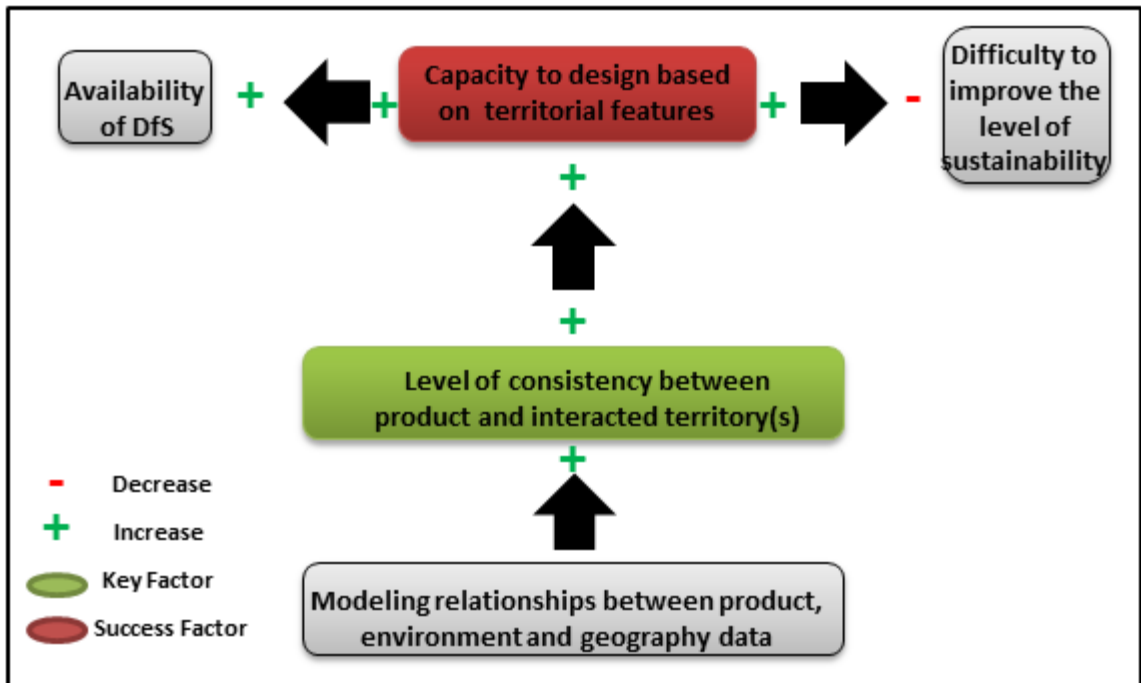 Availability
of DfS
+
+
Capacity to design based
on territorial features
+
-
Difficulty to
improve the
level of
sustainability
+
+
Level of consistency between
product and interacted territory(s)
+
- Decrease
+ Increase
Key Factor
Success Factor
Modeling relationships between product,
environment and geography data